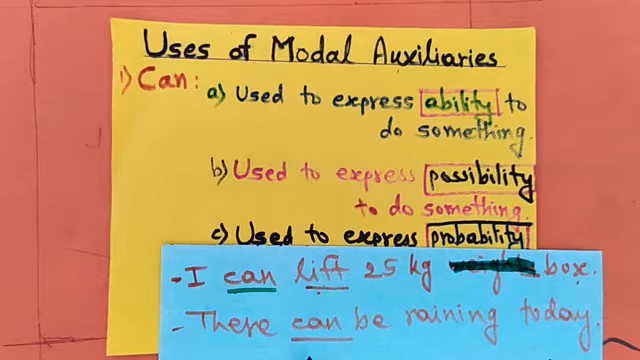 Uses of Modal Auxiliaries
1) Can:
a) Used to express ability to
do something.
b) Used to express possibility
to do something.
c) Used to express probability
- I can lift 25 kg box.
- There can be raining today.